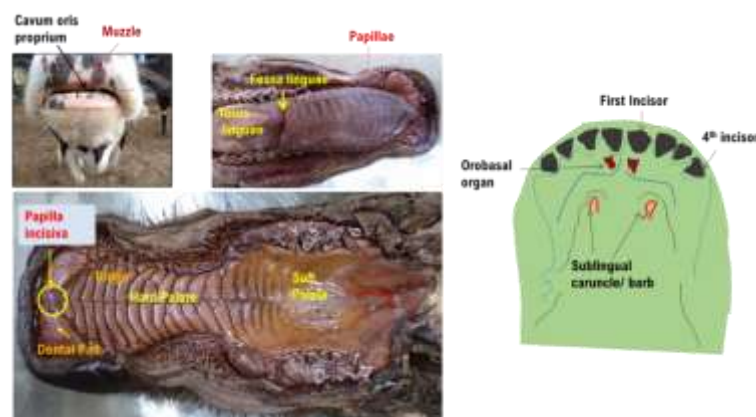 Cavum oris
proprium
Muzzle
Papillae
Fossa linguae
Torus
linguae
First Incisor
4th incisor
Orobasal
organ
Sublingual
caruncle/ barb
Papilla
incisiva
Hard Palate
Soft
Palate
Dental Pad